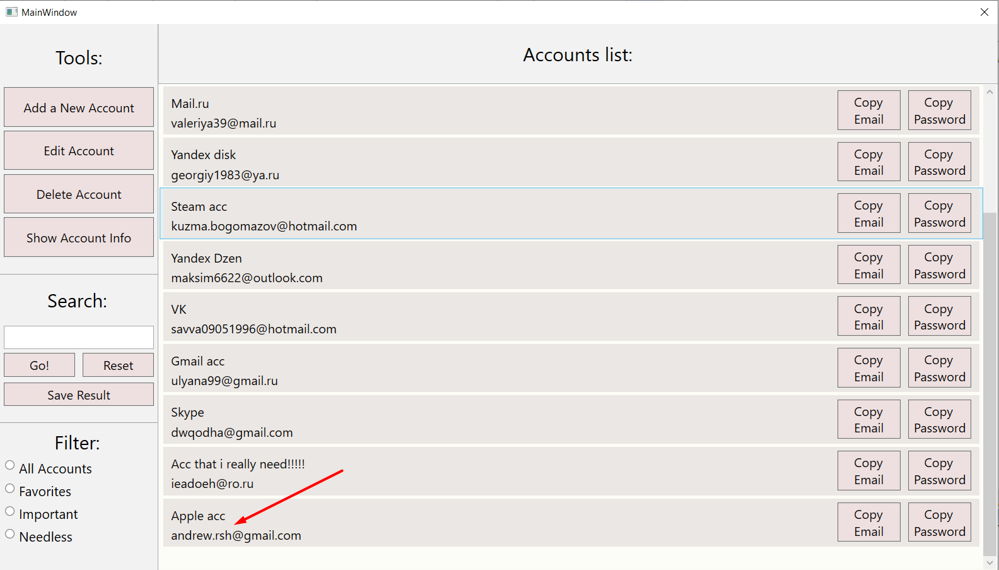 MainWindow
Tools:
Add a New Account
Edit Account
Delete Account
Show Account Info
Search:
Go!
Reset
Save Result
Filter:
All Accounts
Favorites
Important
Needless
Accounts list:
Mail.ru
valeriya39@mail.ru
Copy
Email
Copy
Password
Yandex disk
georgiy1983@ya.ru
Copy
Email
Copy
Password
Steam acc
kuzma.bogomazov@hotmail.com
Copy
Email
Copy
Password
Yandex Dzen
maksim6622@outlook.com
Copy
Email
Copy
Password
VK
savva09051996@hotmail.com
Copy
Email
Copy
Password
Gmail acc
ulyana99@gmail.ru
Copy
Email
Copy
Password
Skype
dwqodha@gmail.com
Copy
Email
Copy
Password
Acc that i really need!!!!!
ieadoeh@ro.ru
Copy
Email
Copy
Password
Apple acc
andrew.rsh@gmail.com
Copy
Email
Copy
Password